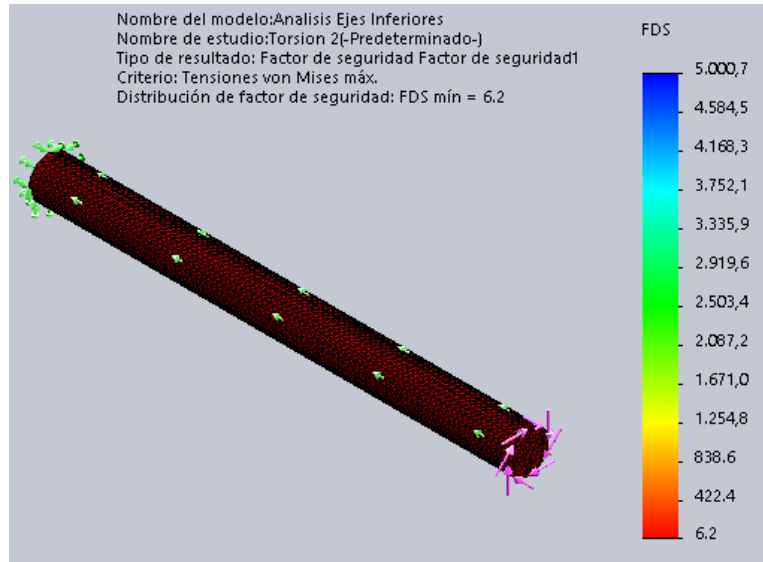 Nombre del modelo:Analisis Ejes Inferiores
Nombre de estudio:Torsion 2(-Predeterminado-)
Tipo de resultado: Factor de seguridad Factor de seguridad1
Criterio: Tensiones von Mises máx.
Distribución de factor de seguridad: FDS mín = 6.2
FDS
5.000,7
4.584,5
4.168,3
3.752,1
3.335,9
2.919,6
2.503,4
2.087,2
1.671,0
1.254,8
838.6
422.4
6.2